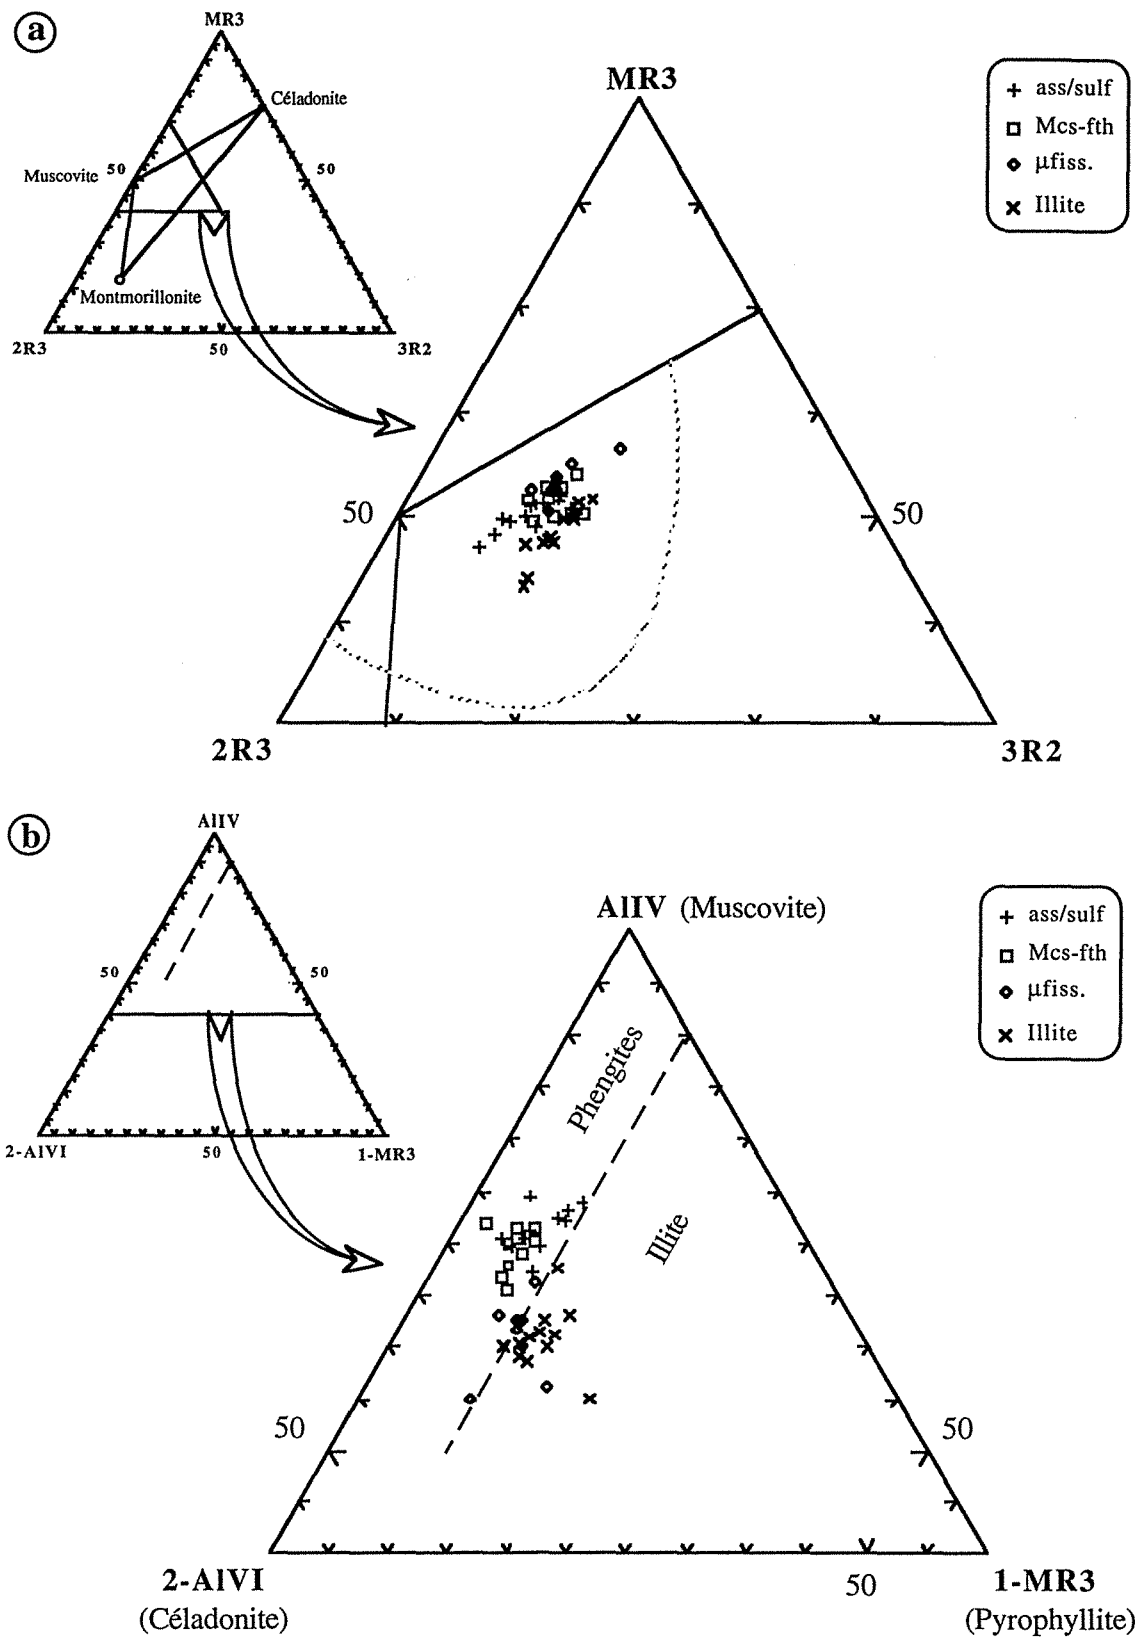 a
MR3
Céladonite
Muscovite 50
50
Montmorillonite
2R3
50
3R2
MR3
+ ass/sulf
Mcs-fth
µfiss.
× Illite
50
50
2R3
3R2
b
AlIV
50
50
2-AlVI
50
1-MR3
AlIV (Muscovite)
+ ass/sulf
Mcs-fth
µfiss.
× Illite
Phengites
Illite
50
50
2-AlVI
(Céladonite)
50
1-MR3
(Pyrophyllite)